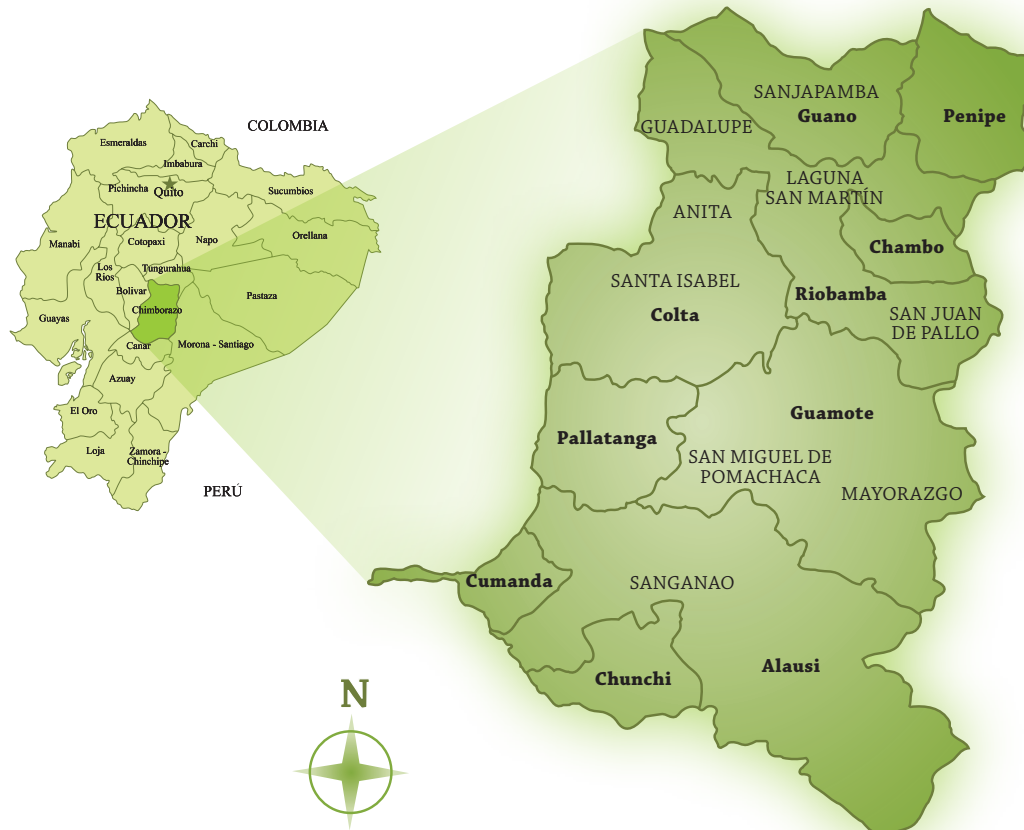 COLOMBIA
Esmeraldas
Carchi
Imbabura
Pichincha
Quito
Sucumbios
ECUADOR
Manabi
Cotopaxi
Napo
Orellana
Los
Rios
Tungurahua
Bolivar
Pastaza
Chimborazo
Guayas
Canar
Morona - Santiago
Azuay
El Oro
Loja
Zamora -
Chinchipe
PERÚ
N
SANJAPAMBA
Guano
Penipe
GUADALUPE
LAGUNA
SAN MARTÍN
ANITA
Chambo
SANTA ISABEL
Colta
Riobamba
SAN JUAN
DE PALLO
Guamote
Pallatanga
SAN MIGUEL DE
POMACHACA
MAYORAZGO
Cumanda
SANGANAO
Alausi
Chunchi